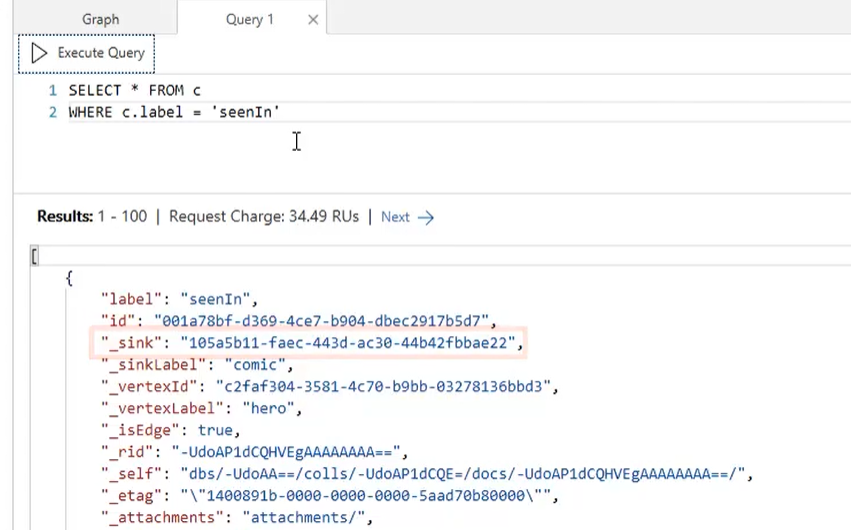 Graph
Query 1
Execute Query
1 SELECT * FROM c
2 WHERE c.label = 'seenIn'
Results: 1 - 100 | Request Charge: 34.49 RUs | Next
[
{
"label": "seenIn",
"id": "001a78bf-d369-4ce7-b904-dbec2917b5d7",
"_sink": "105a5b11-faec-443d-ac30-44b42fbbae22",
"_sinkLabel": "comic",
"_vertexId": "c2faf304-3581-4c70-b9bb-03278136bbd3",
"_vertexLabel": "hero",
"_isEdge": true,
"_rid": "-UdoAP1dCQHVEgAAAAAAAA==",
"_self": "dbs/-UdoAA==/colls/-UdoAP1dCQE=/docs/-UdoAP1dCQHVEgAAAAAAAA==/",
"_etag": "\"1400891b-0000-0000-0000-5aad70b80000\"",
"_attachments": "attachments/",